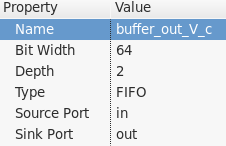 Property Value
Name buffer_out_V_c
Bit Width 64
Depth 2
Type FIFO
Source Port in
Sink Port out